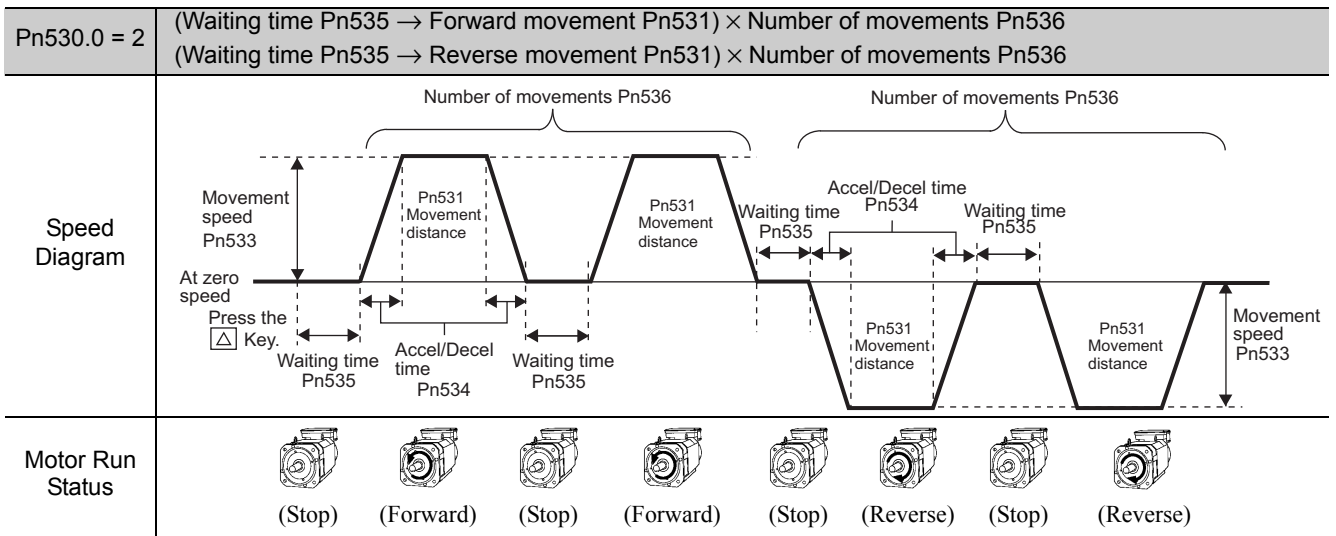 Pn530.0 = 2
(Waiting time Pn535 → Forward movement Pn531) × Number of movements Pn536
(Waiting time Pn535 → Reverse movement Pn531) × Number of movements Pn536
Speed
Diagram
Number of movements Pn536
Number of movements Pn536
Movement
speed
Pn533
Pn531
Movement
distance
Pn531
Movement
distance
Accel/Decel time
Pn534
Waiting time
Pn535
Waiting time
Pn535
At zero
speed
Press the
△ Key.
Waiting time
Pn535
Accel/Decel
time
Pn534
Waiting time
Pn535
Pn531
Movement
distance
Pn531
Movement
distance
Movement
speed
Pn533
Motor Run
Status
(Stop) (Forward) (Stop) (Forward) (Stop) (Reverse) (Stop) (Reverse)